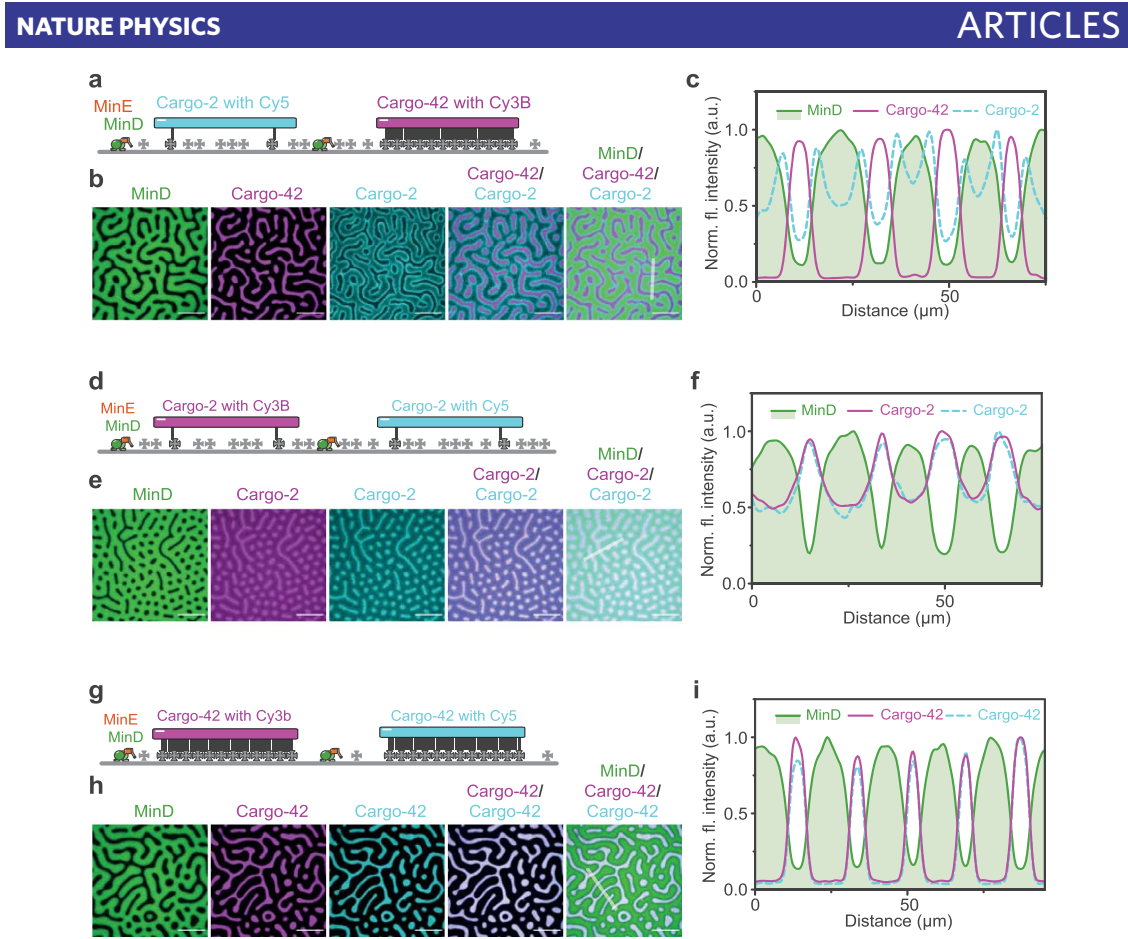 NATURE PHYSICS
ARTICLES
a
MinE
MinD
Cargo-2 with Cy5
Cargo-42 with Cy3B
b
MinD
Cargo-42
Cargo-2
Cargo-42/
Cargo-2
MinD/
Cargo-42/
Cargo-2
c
MinD
Cargo-42
Cargo-2
Norm. fl. intensity (a.u.)
1.0
0.5
0.0
0
50
Distance (µm)
d
MinE
MinD
Cargo-2 with Cy3B
Cargo-2 with Cy5
e
MinD
Cargo-2
Cargo-2
Cargo-2/
Cargo-2
MinD/
Cargo-2/
Cargo-2
f
MinD
Cargo-2
Cargo-2
Norm. fl. intensity (a.u.)
1.0
0.5
0.0
0
50
Distance (µm)
g
MinE
MinD
Cargo-42 with Cy3b
Cargo-42 with Cy5
h
MinD
Cargo-42
Cargo-42
Cargo-42/
Cargo-42
MinD/
Cargo-42/
Cargo-42
i
MinD
Cargo-42
Cargo-42
Norm. fl. intensity (a.u.)
1.0
0.5
0.0
0
50
Distance (µm)